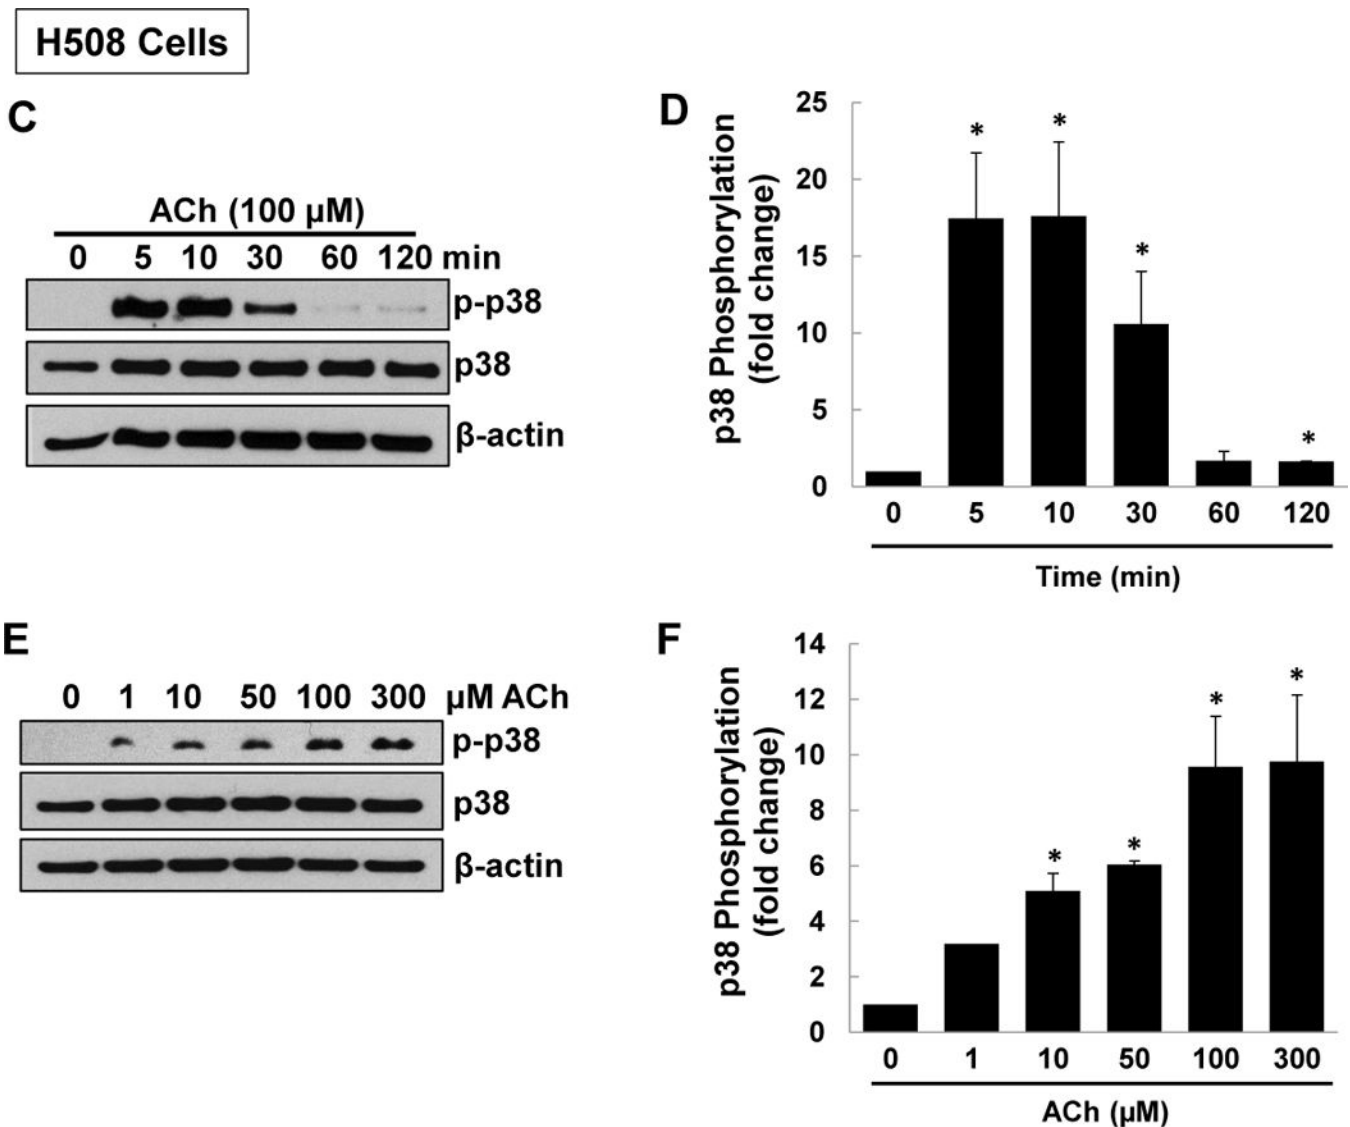 H508 Cells
C
ACh (100 µM)
0 5 10 30 60 120 min
p-p38
p38
β-actin
D
p38 Phosphorylation
(fold change)
25
20
15
10
5
0
* * * *
0 5 10 30 60 120
Time (min)
E
0 1 10 50 100 300 µM ACh
p-p38
p38
β-actin
F
p38 Phosphorylation
(fold change)
14
12
10
8
6
4
2
0
* * * *
0 1 10 50 100 300
ACh (µM)